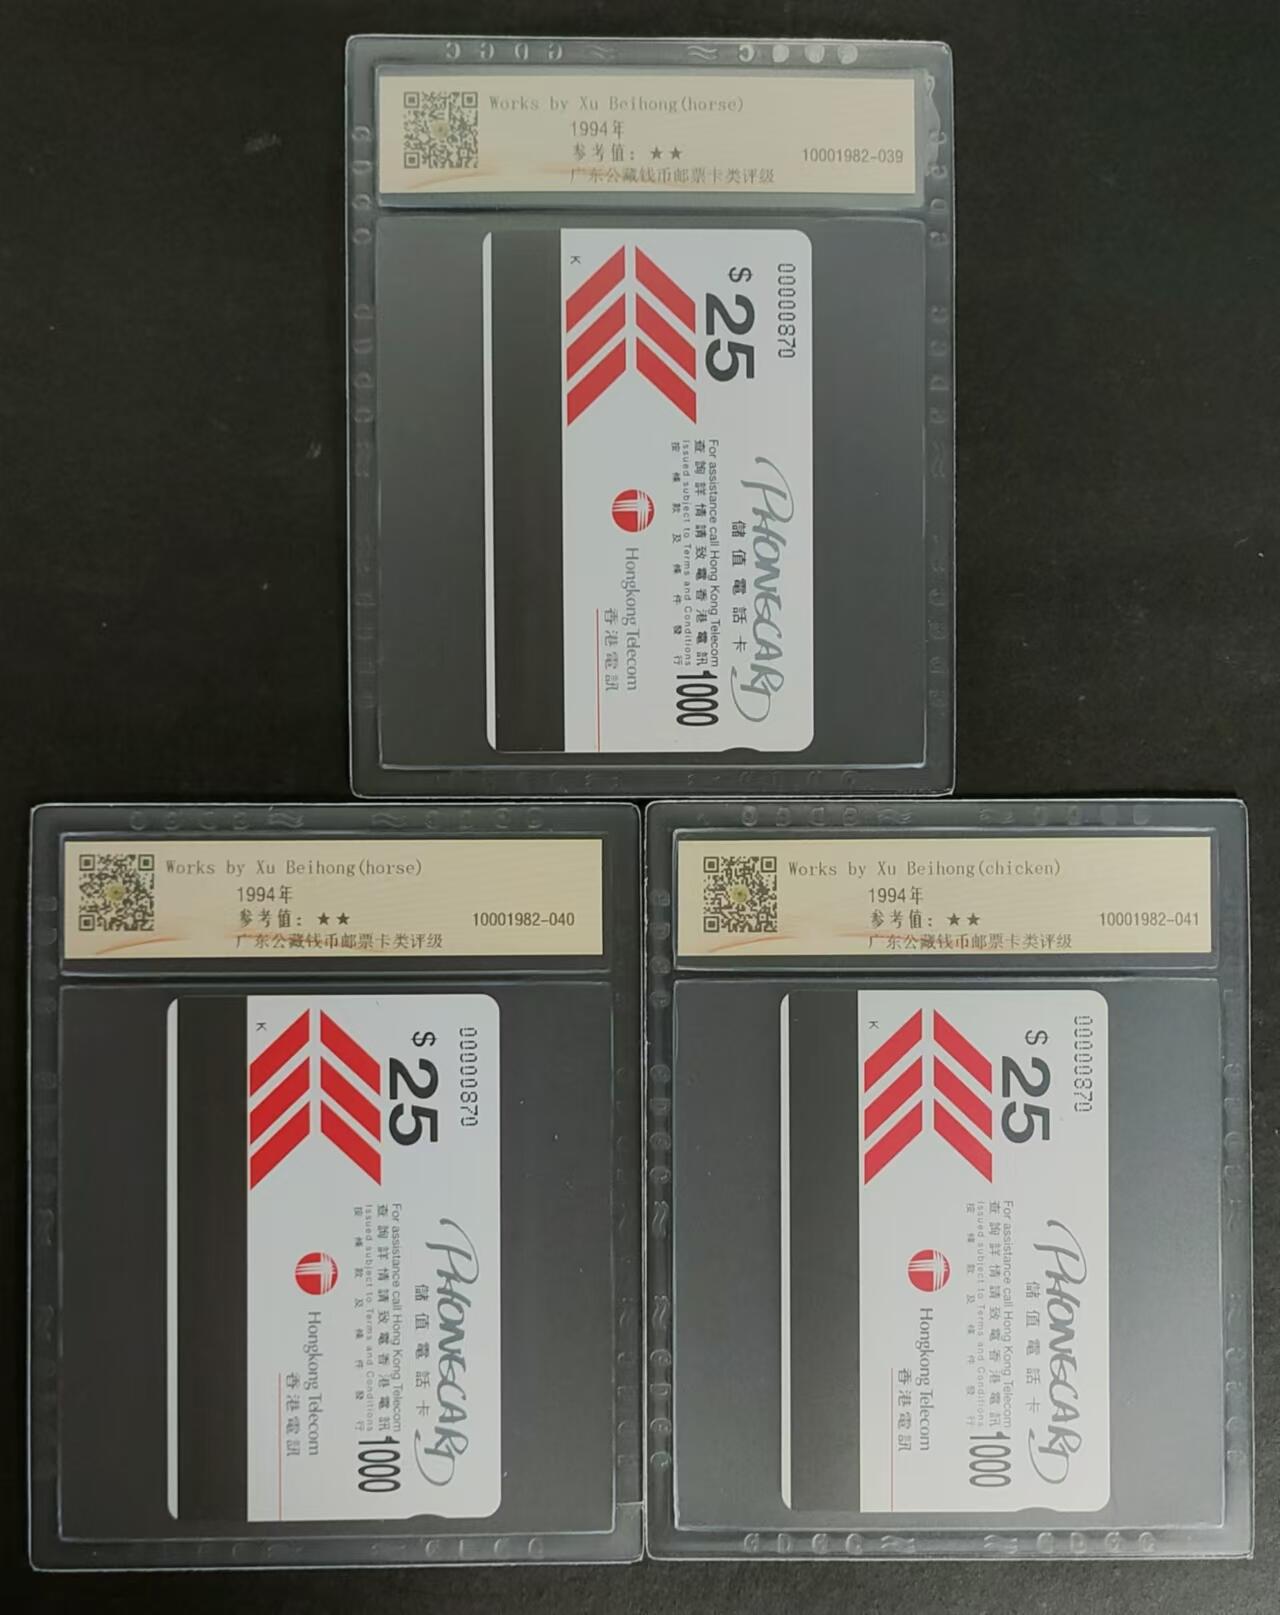 Works by Xu Beihong(horse)
1994年
参考值：★★
10001982-039
广东公藏钱币邮票卡类评级
00000870
$25
K
PHONECARD
儲值電話卡
For assistance call Hong Kong Telecom
查詢詳情請致電香港電訊
Issued subject to Terms and Conditions
按條款及條件發行
1000
Hongkong Telecom
香港電訊
Works by Xu Beihong(horse)
1994年
参考值：★★
10001982-040
广东公藏钱币邮票卡类评级
00000870
$25
K
PHONECARD
儲值電話卡
For assistance call Hong Kong Telecom
查詢詳情請致電香港電訊
Issued subject to Terms and Conditions
按條款及條件發行
1000
Hongkong Telecom
香港電訊
Works by Xu Beihong(chicken)
1994年
参考值：★★
10001982-041
广东公藏钱币邮票卡类评级
00000870
$25
K
PHONECARD
儲值電話卡
For assistance call Hong Kong Telecom
查詢詳情請致電香港電訊
Issued subject to Terms and Conditions
按條款及條件發行
1000
Hongkong Telecom
香港電訊